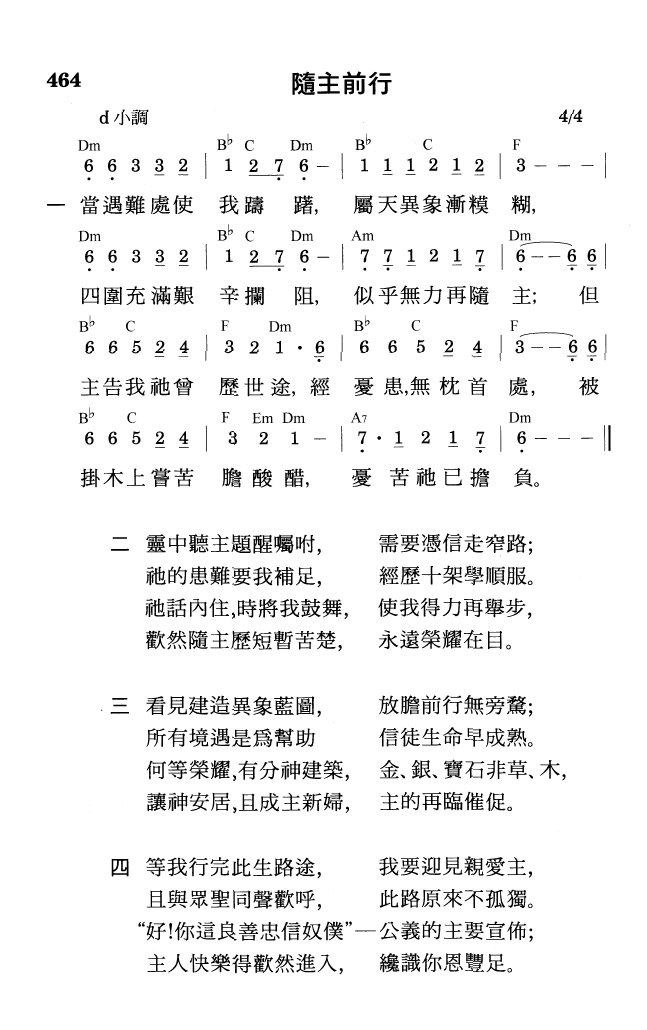 464
隨主前行
d 小調 4/4
Dm B♭ C Dm B♭ C F
6 6 3 3 2 | 1 2 7 6 – | 1 1 1 2 1 2 | 3 – – – |
一 當遇難處使 我躊 躇, 屬天異象漸模 糊,
Dm B♭ C Dm Am Dm
6 6 3 3 2 | 1 2 7 6 – | 7 7 1 2 1 7 | 6 – – 6 6 |
四圍充滿艱 辛攔 阻, 似乎無力再隨 主; 但
B♭ C F Dm B♭ C F
6 6 5 2 4 | 3 2 1 · 6 | 6 6 5 2 4 | 3 – – 6 6 |
主告我祂曾 歷世途, 經 憂患,無枕首 處, 被
B♭ C F Em Dm A7 Dm
6 6 5 2 4 | 3 2 1 – | 7 · 1 2 1 7 | 6 – – – ||
掛木上嘗苦 膽酸醋, 憂 苦祂已擔 負。
二 靈中聽主題醒囑咐, 需要憑信走窄路;
祂的患難要我補足, 經歷十架學順服。
祂話內住,時將我鼓舞, 使我得力再舉步,
歡然隨主歷短暫苦楚, 永遠榮耀在目。
三 看見建造異象藍圖, 放膽前行無旁騖;
所有境遇是爲幫助 信徒生命早成熟。
何等榮耀,有分神建築, 金、銀、寶石非草、木,
讓神安居,且成主新婦, 主的再臨催促。
四 等我行完此生路途, 我要迎見親愛主,
且與眾聖同聲歡呼, 此路原來不孤獨。
“好!你這良善忠信奴僕”—公義的主要宣佈;
主人快樂得歡然進入, 纔識你恩豐足。